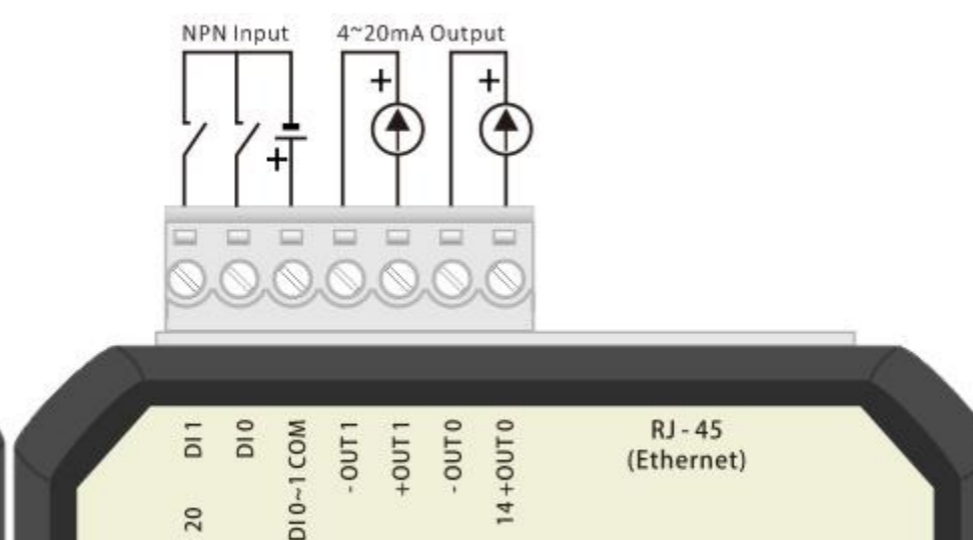 NPN Input
4~20mA Output
+
+
+
20 DI 1
DI 0
DI 0~1 COM
- OUT 1
+OUT 1
- OUT 0
14 +OUT 0
RJ - 45
(Ethernet)